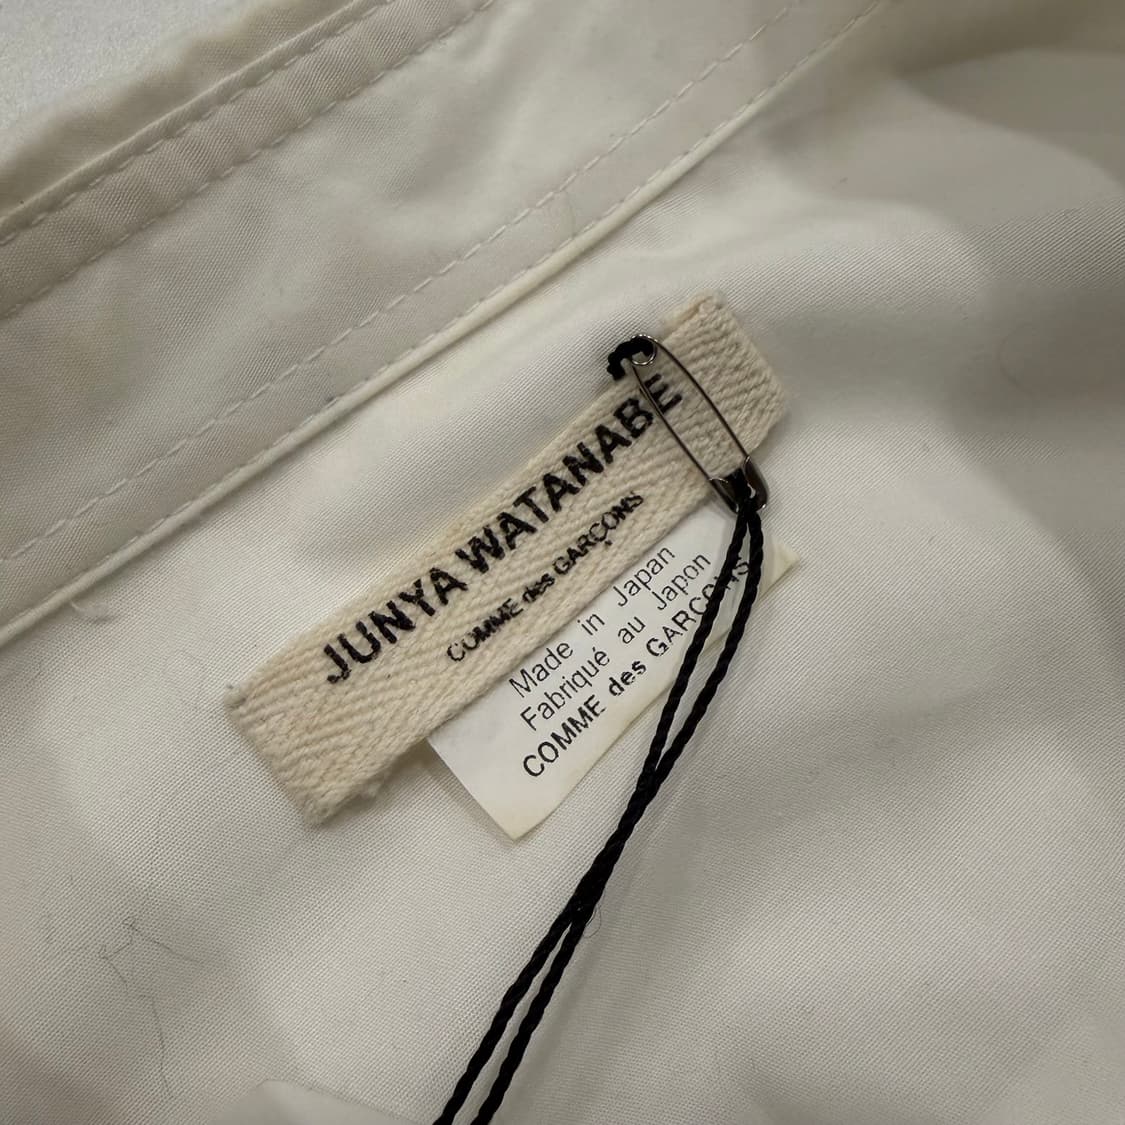 JUNYA WATANABE
COMME des GARÇONS
Made in Japan
Fabriqué au Japon
COMME des GARÇONS